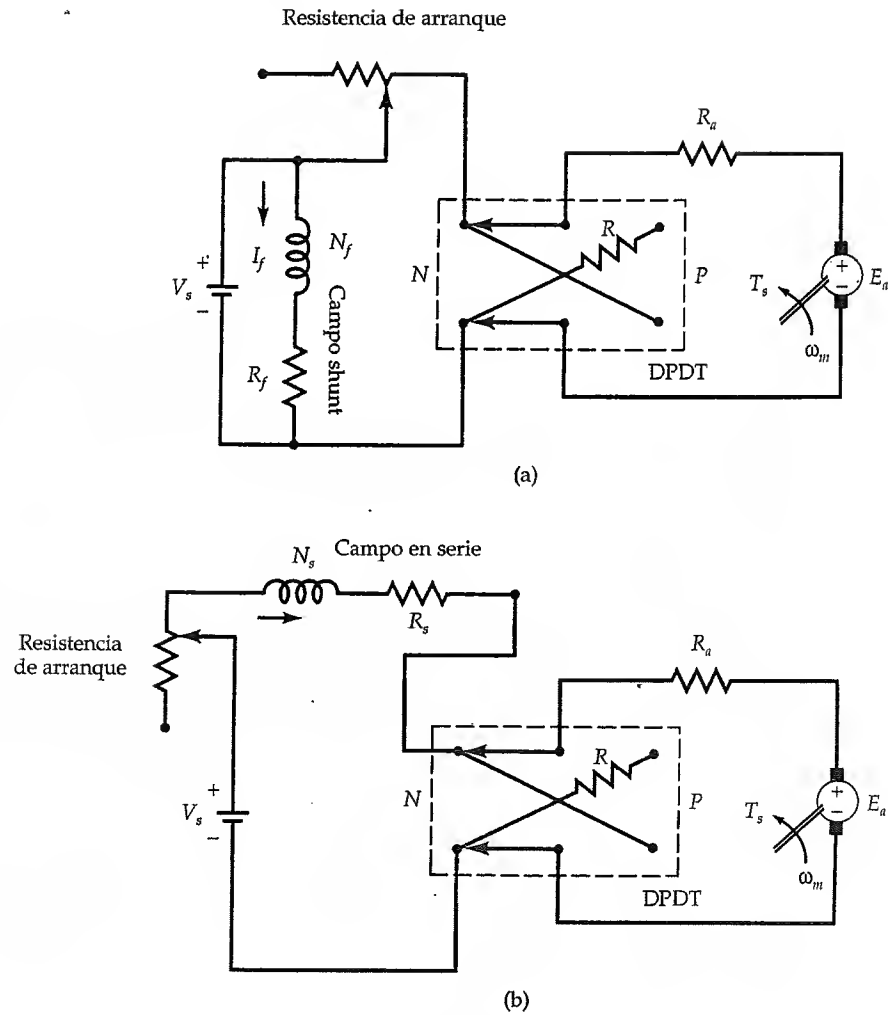 Resistencia de arranque
R_a
+
V_s
−
I_f
N_f
Campo shunt
R_f
N
R
P
DPDT
T_s
+
−
E_a
ω_m
(a)
N_s
Campo en serie
R_s
Resistencia
de arranque
R_a
+
V_s
−
N
R
P
DPDT
T_s
+
−
E_a
ω_m
(b)